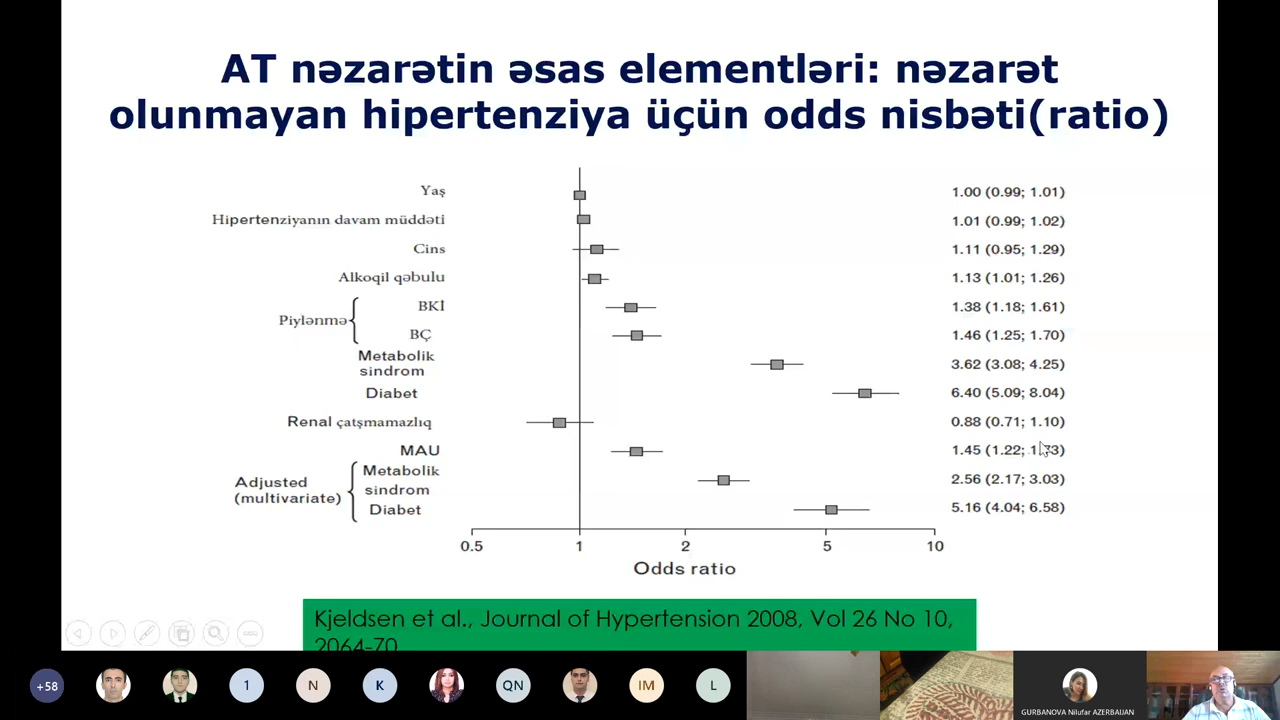 AT nəzarətin əsas elementləri: nəzarət
olunmayan hipertenziya üçün odds nisbəti(ratio)
Yaş 1.00 (0.99; 1.01)
Hipertenziyanın davam müddəti 1.01 (0.99; 1.02)
Cins 1.11 (0.95; 1.29)
Alkoqil qəbulu 1.13 (1.01; 1.26)
Piylənmə
BKİ 1.38 (1.18; 1.61)
BÇ 1.46 (1.25; 1.70)
Metabolik
sindrom 3.62 (3.08; 4.25)
Diabet 6.40 (5.09; 8.04)
Renal çatşmamazlıq 0.88 (0.71; 1.10)
MAU 1.45 (1.22; 1.73)
Adjusted
(multivariate)
Metabolik
sindrom 2.56 (2.17; 3.03)
Diabet 5.16 (4.04; 6.58)
0.5 1 2 5 10
Odds ratio
Kjeldsen et al., Journal of Hypertension 2008, Vol 26 No 10,
2064-70
+58 1 N K QN IM L
GURBANOVA Nilufar AZERBAIJAN